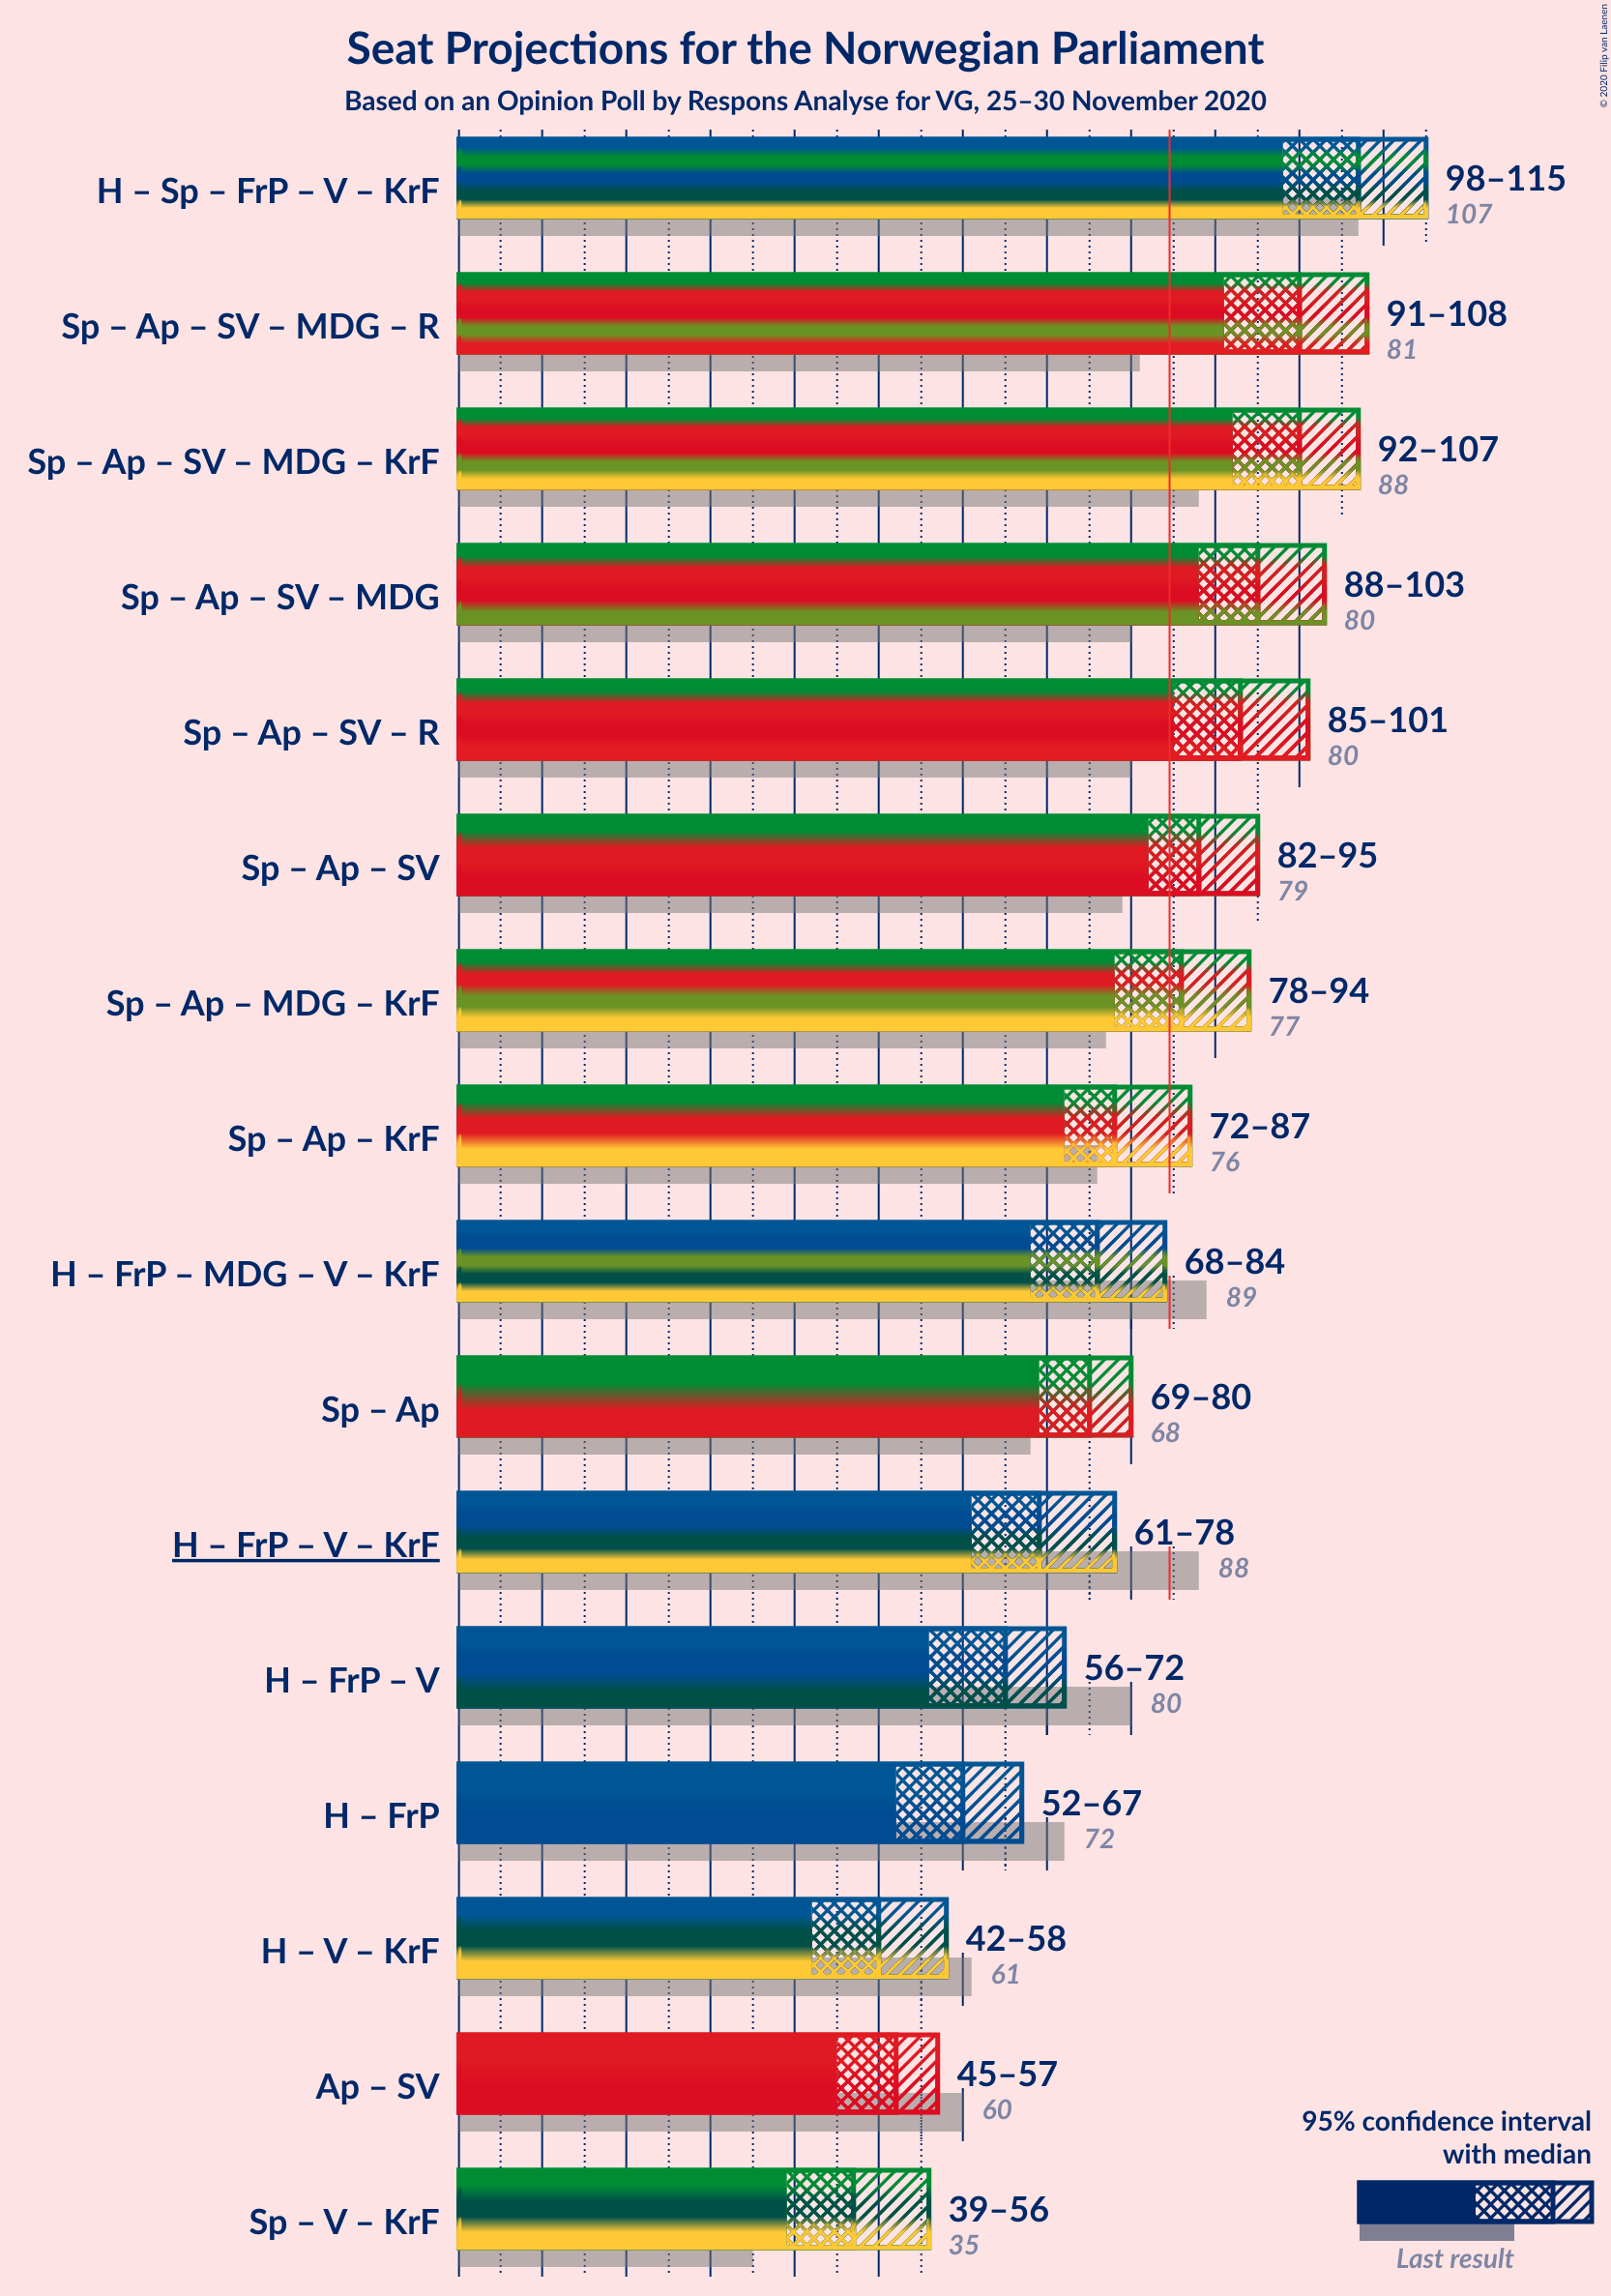 Seat Projections for the Norwegian Parliament
Based on an Opinion Poll by Respons Analyse for VG, 25–30 November 2020
© 2020 Filip van Laenen
H – Sp – FrP – V – KrF
98–115
107
Sp – Ap – SV – MDG – R
91–108
81
Sp – Ap – SV – MDG – KrF
92–107
88
Sp – Ap – SV – MDG
88–103
80
Sp – Ap – SV – R
85–101
80
Sp – Ap – SV
82–95
79
Sp – Ap – MDG – KrF
78–94
77
Sp – Ap – KrF
72–87
76
H – FrP – MDG – V – KrF
68–84
89
Sp – Ap
69–80
68
H – FrP – V – KrF
61–78
88
H – FrP – V
56–72
80
H – FrP
52–67
72
H – V – KrF
42–58
61
Ap – SV
45–57
60
Sp – V – KrF
39–56
35
95% confidence interval
with median
Last result